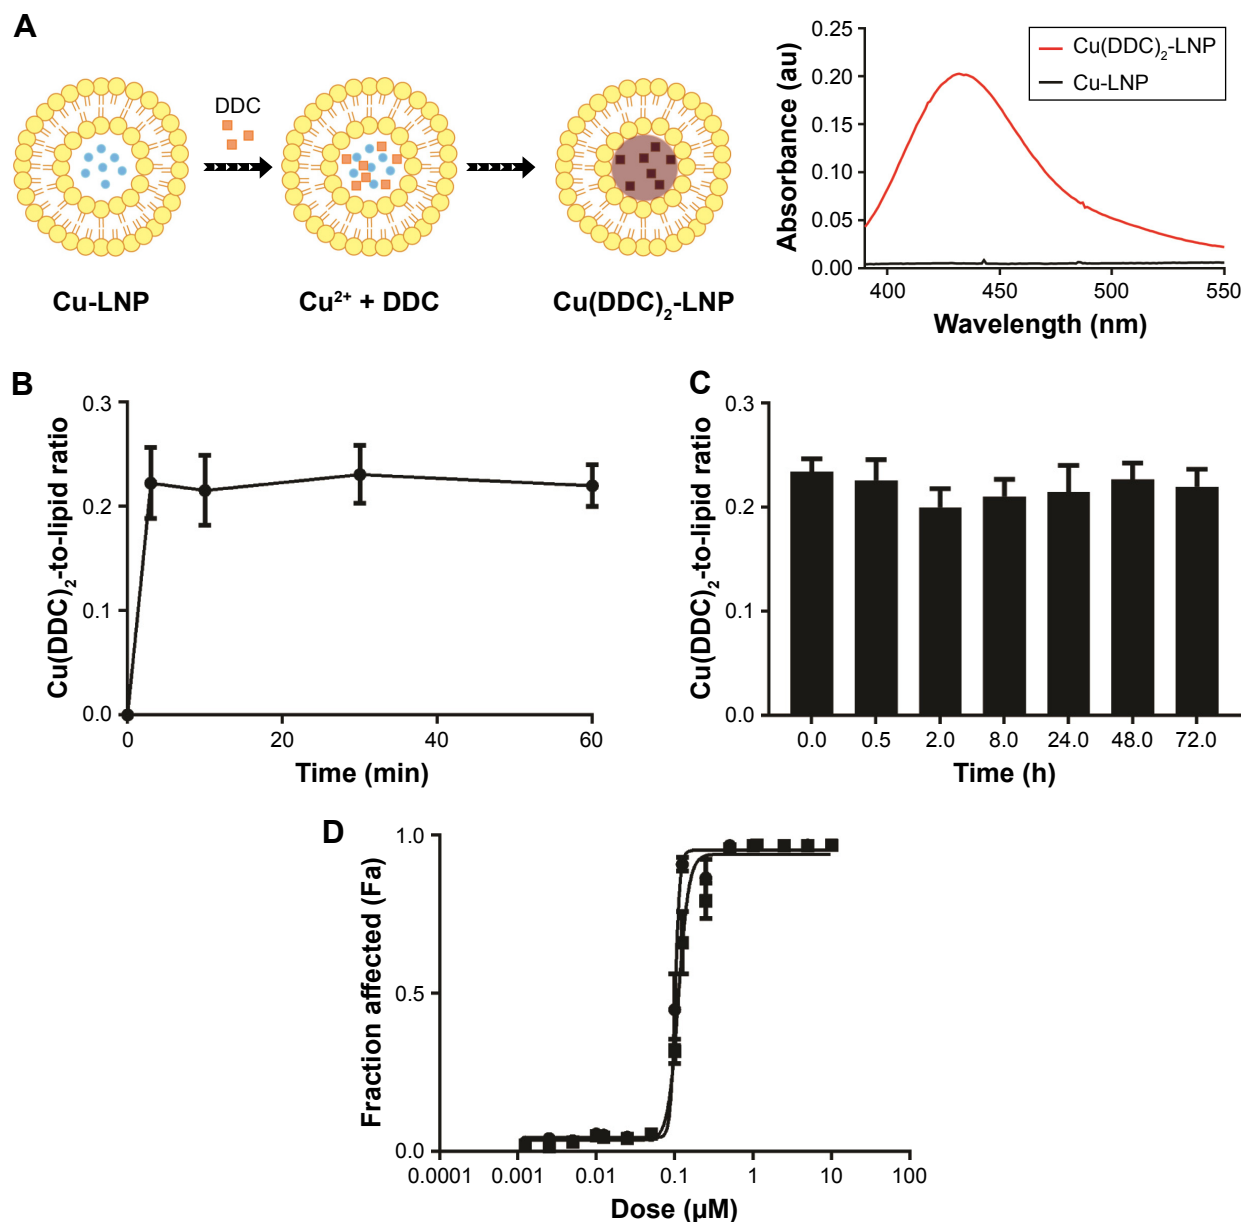 A
DDC
Cu-LNP
Cu²⁺ + DDC
Cu(DDC)₂-LNP
Absorbance (au)
0.25
0.20
0.15
0.10
0.05
0.00
400
450
500
550
Wavelength (nm)
Cu(DDC)₂-LNP
Cu-LNP
B
Cu(DDC)₂-to-lipid ratio
0.3
0.2
0.1
0.0
0
20
40
60
Time (min)
C
Cu(DDC)₂-to-lipid ratio
0.3
0.2
0.1
0.0
0.0
0.5
2.0
8.0
24.0
48.0
72.0
Time (h)
D
Fraction affected (Fa)
1.0
0.5
0.0
0.0001
0.001
0.01
0.1
1
10
100
Dose (µM)